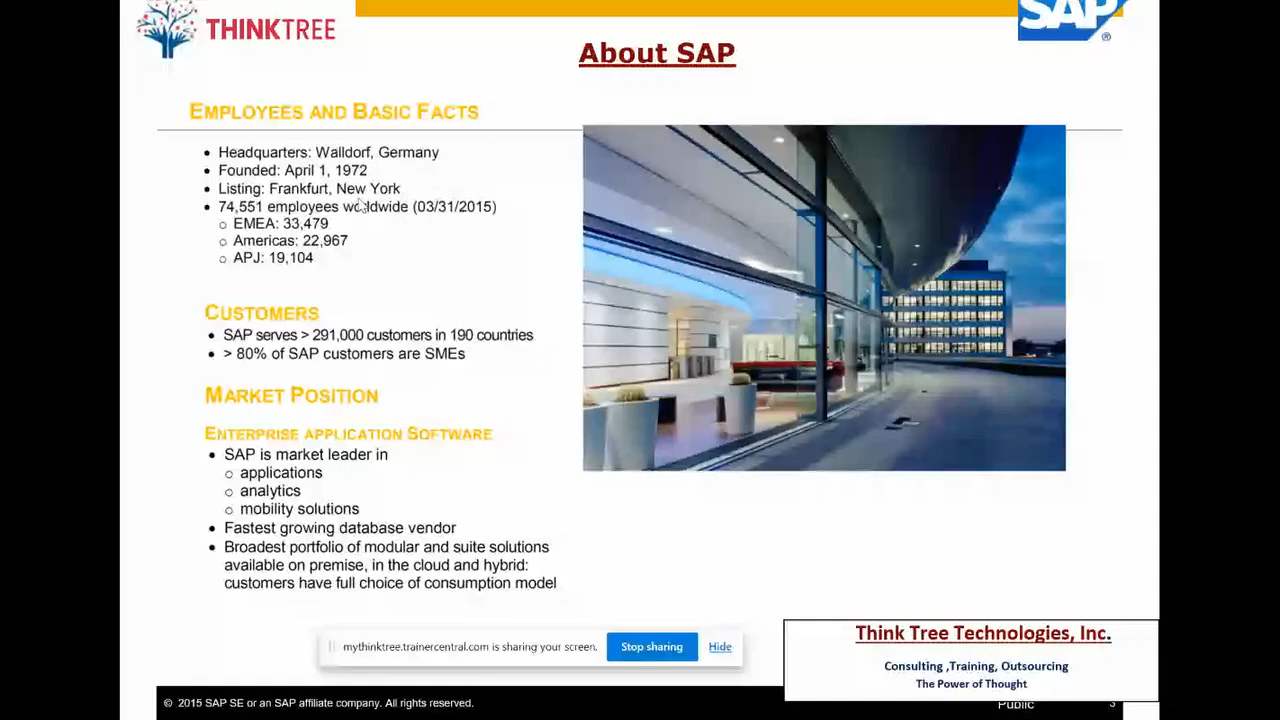 THINKTREE
SAP
®
About SAP
EMPLOYEES AND BASIC FACTS
• Headquarters: Walldorf, Germany
• Founded: April 1, 1972
• Listing: Frankfurt, New York
• 74,551 employees worldwide (03/31/2015)
o EMEA: 33,479
o Americas: 22,967
o APJ: 19,104
CUSTOMERS
• SAP serves > 291,000 customers in 190 countries
• > 80% of SAP customers are SMEs
MARKET POSITION
ENTERPRISE APPLICATION SOFTWARE
• SAP is market leader in
o applications
o analytics
o mobility solutions
• Fastest growing database vendor
• Broadest portfolio of modular and suite solutions
available on premise, in the cloud and hybrid:
customers have full choice of consumption model
mythinktree.trainercentral.com is sharing your screen.
Stop sharing
Hide
Think Tree Technologies, Inc.
Consulting ,Training, Outsourcing
The Power of Thought
© 2015 SAP SE or an SAP affiliate company. All rights reserved.
Public
3